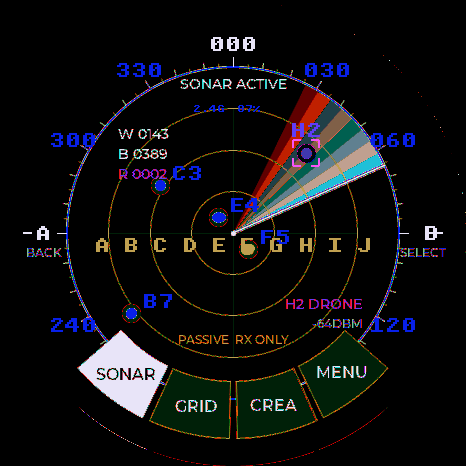 000
330
030
SONAR ACTIVE
H2
300
060
W 0143
B 0389
R 0002
C3
E4
-A
B-
F5
A B C D E F G H I J
BACK
SELECT
B7
H2 DRONE
-64DBM
240
120
PASSIVE RX ONLY
SONAR
GRID
CREA
MENU